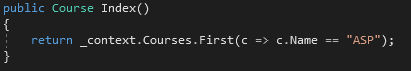 public Course Index()
{
    return _context.Courses.First(c => c.Name == "ASP");
}